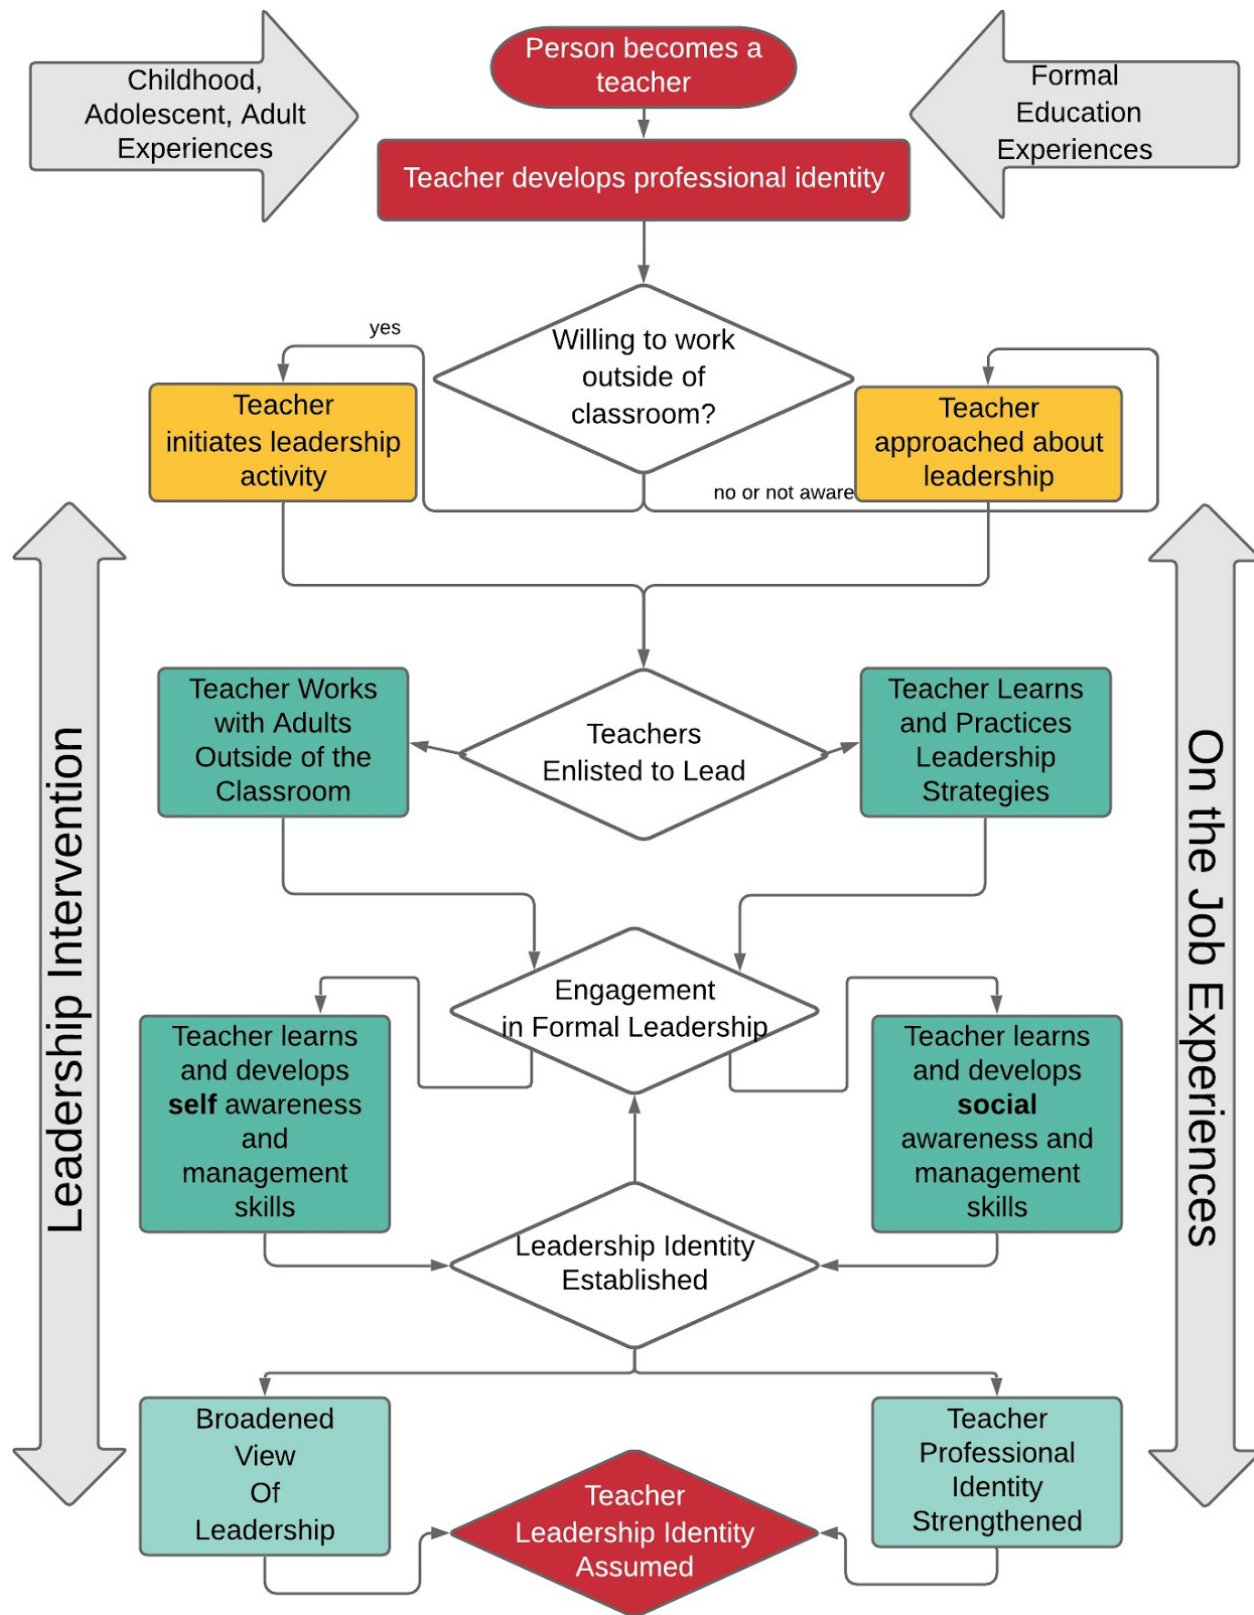 Person becomes a
teacher
Childhood,
Adolescent, Adult
Experiences
Formal
Education
Experiences
Teacher develops professional identity
Willing to work
outside of
classroom?
yes
no or not aware
Teacher
initiates leadership
activity
Teacher
approached about
leadership
Leadership Intervention
On the Job Experiences
Teacher Works
with Adults
Outside of the
Classroom
Teachers
Enlisted to Lead
Teacher Learns
and Practices
Leadership
Strategies
Engagement
in Formal Leadership
Teacher learns
and develops
self awareness
and
management
skills
Teacher learns
and develops
social
awareness and
management
skills
Leadership Identity
Established
Broadened
View
Of
Leadership
Teacher
Professional
Identity
Strengthened
Teacher
Leadership Identity
Assumed